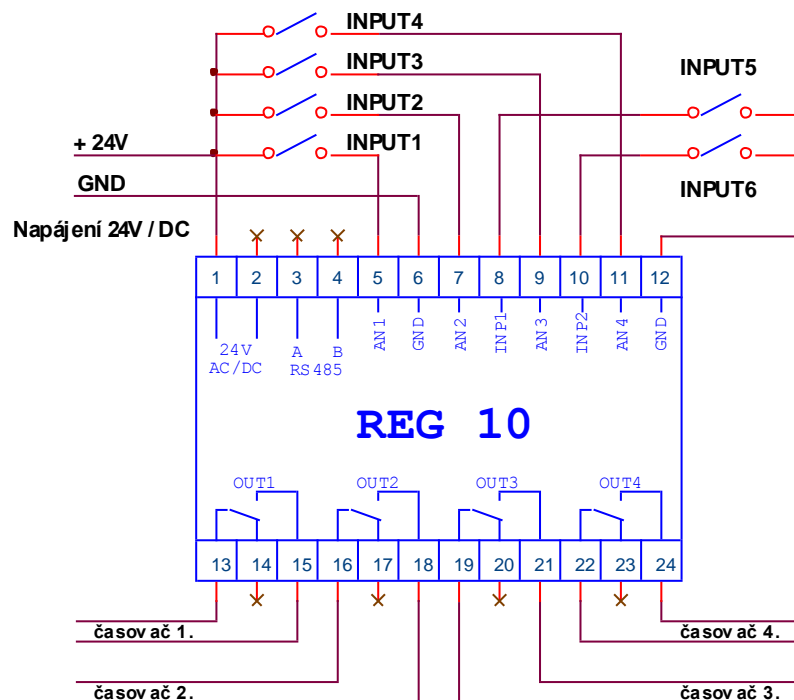 INPUT4
INPUT3
INPUT5
INPUT2
+ 24V
INPUT1
GND
INPUT6
Napájení 24V / DC
1 2 3 4 5 6 7 8 9 10 11 12
24V
AC/DC
A B
RS485
AN1
GND
AN2
INP1
AN3
INP2
AN4
GND
REG 10
OUT1 OUT2 OUT3 OUT4
13 14 15 16 17 18 19 20 21 22 23 24
časovač 1.
časovač 4.
časovač 2.
časovač 3.